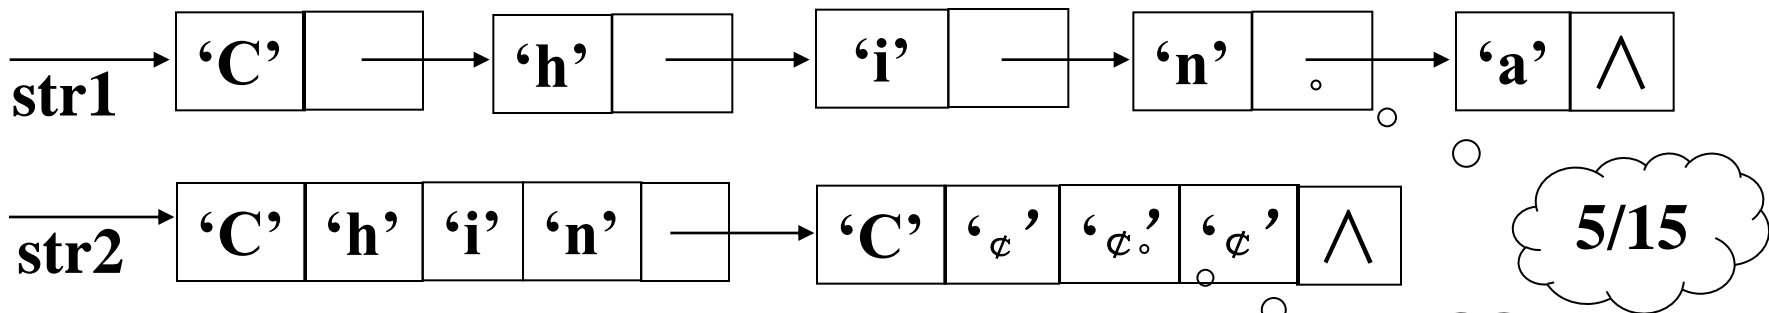 ‘C’ ‘h’ ‘i’ ‘n’ ‘a’ ∧
str1
‘C’ ‘h’ ‘i’ ‘n’ ‘C’ ‘¢’ ‘¢’ ‘¢’ ∧
str2
5/15